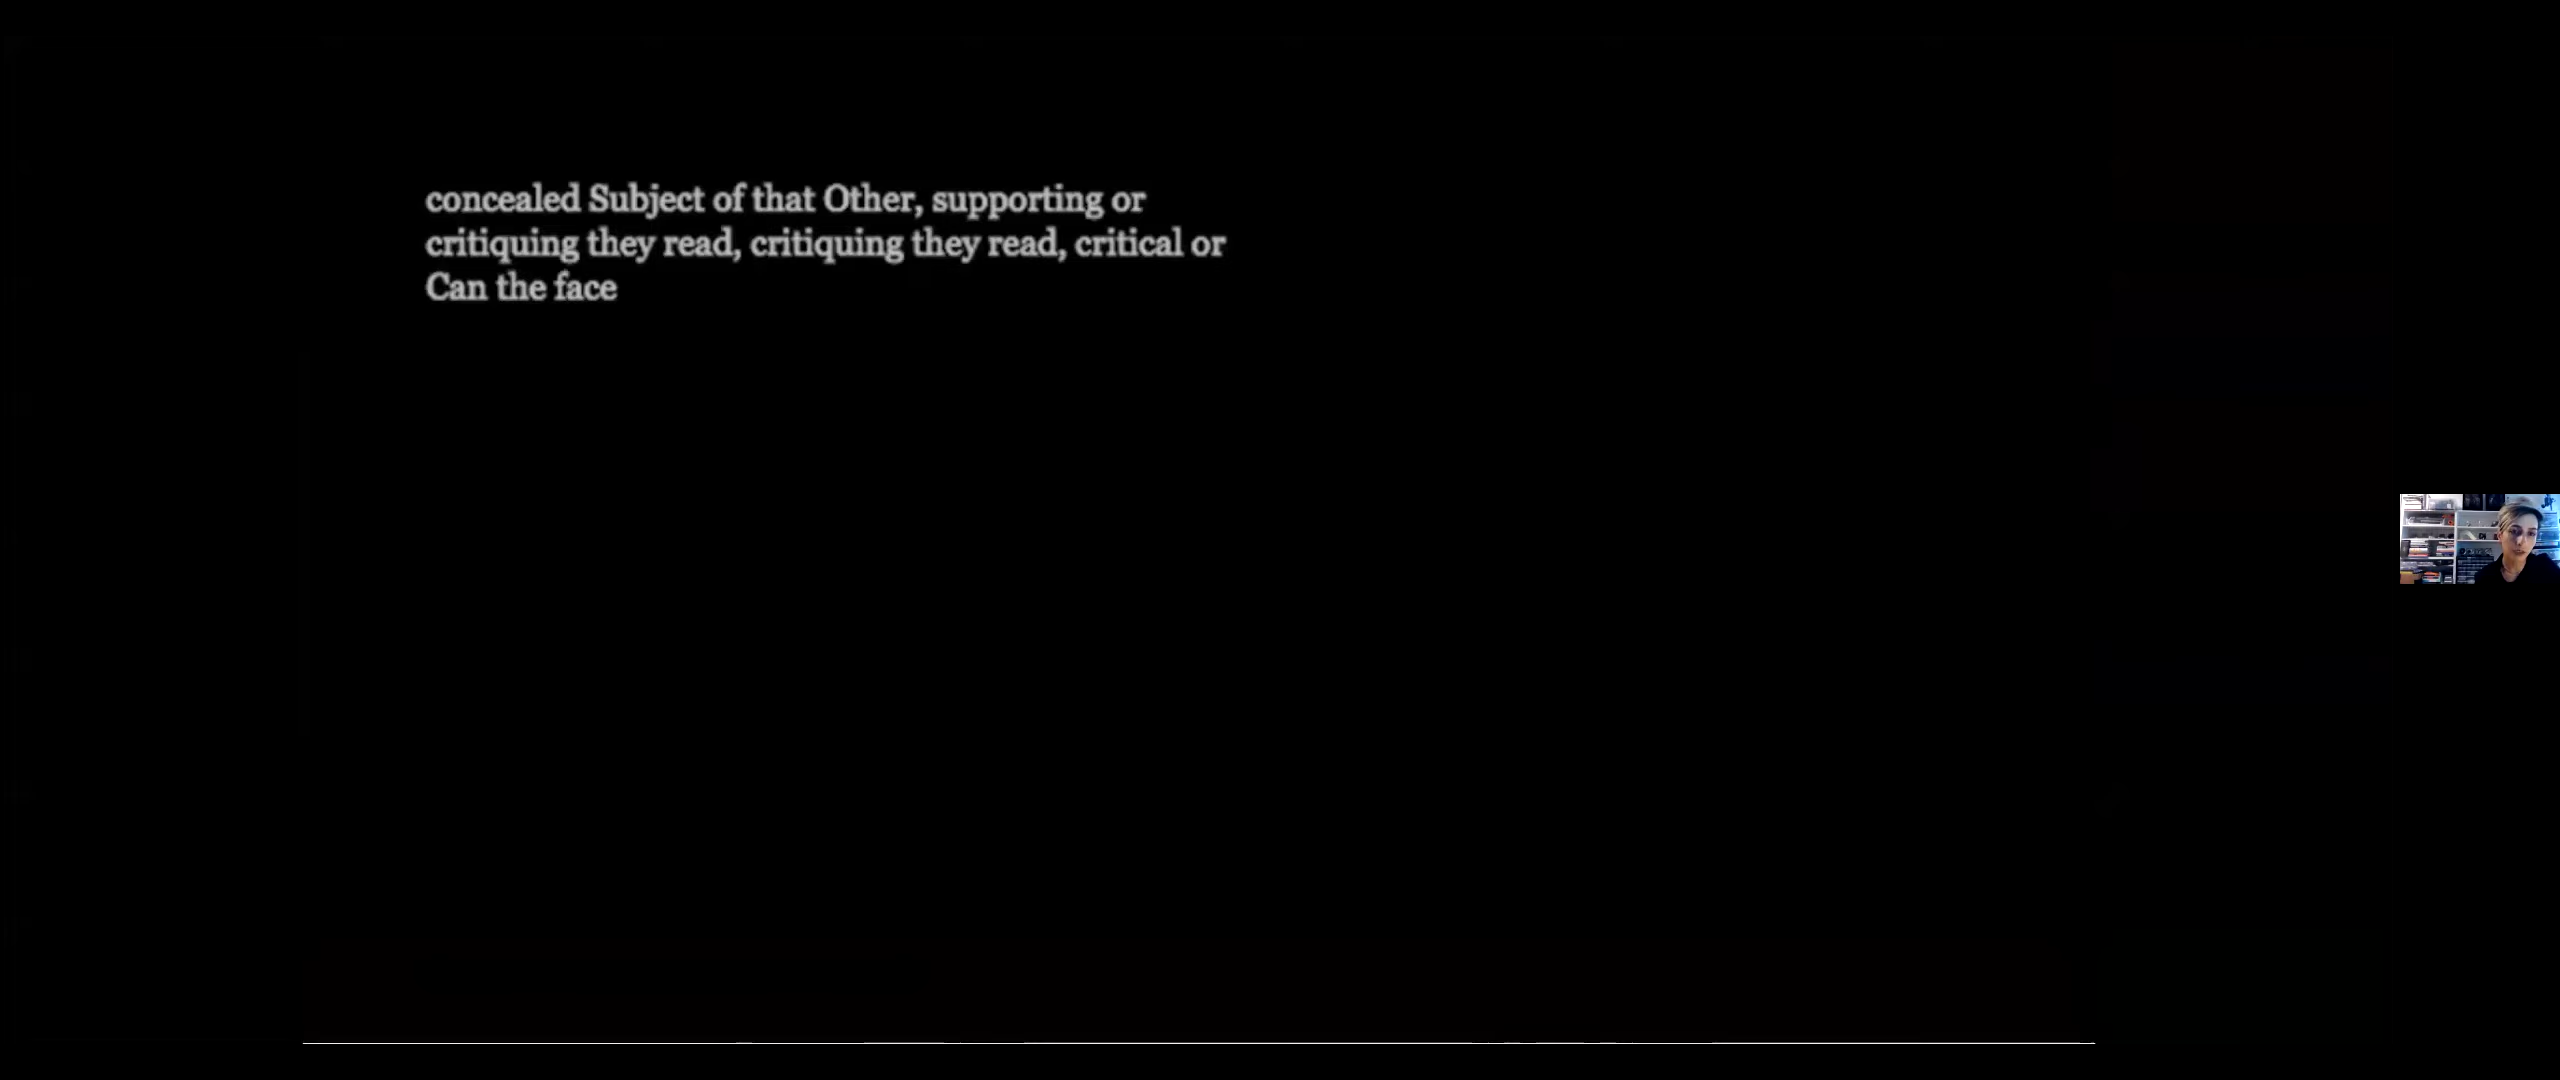 concealed Subject of that Other, supporting or
critiquing they read, critiquing they read, critical or
Can the face